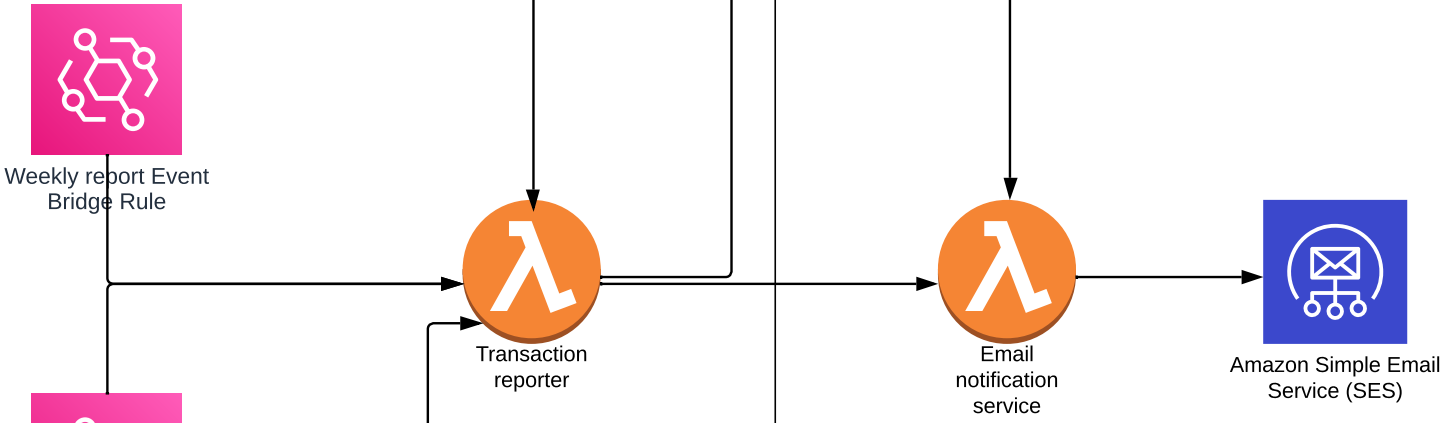 Weekly report Event
Bridge Rule
Transaction
reporter
Email
notification
service
Amazon Simple Email
Service (SES)